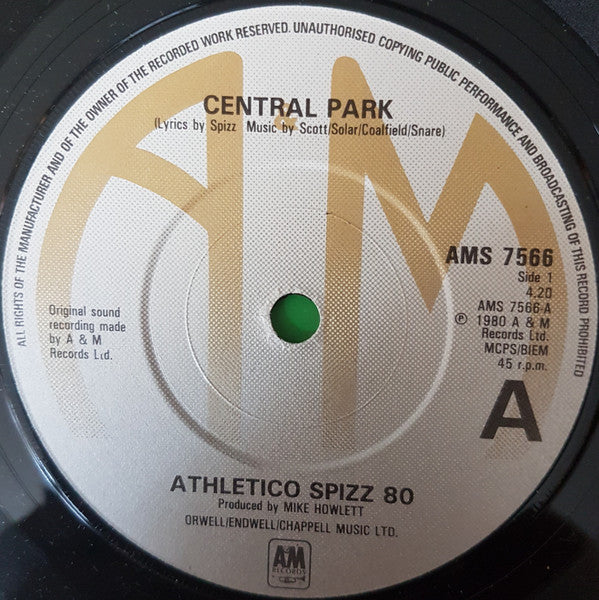 ALL RIGHTS OF THE MANUFACTURER AND OF THE OWNER OF THE RECORDED WORK RESERVED. UNAUTHORISED COPYING PUBLIC PERFORMANCE AND BROADCASTING OF THIS RECORD PROHIBITED
A&M
CENTRAL PARK
(Lyrics by Spizz Music by Scott/Solar/Coalfield/Snare)
AMS 7566
Side 1
4.20
AMS 7566-A
℗ 1980 A & M
Records Ltd.
MCPS/BIEM
45 r.p.m.
A
Original sound
recording made
by A & M
Records Ltd.
ATHLETICO SPIZZ 80
Produced by MIKE HOWLETT
ORWELL/ENDWELL/CHAPPELL MUSIC LTD.
A&M
RECORDS